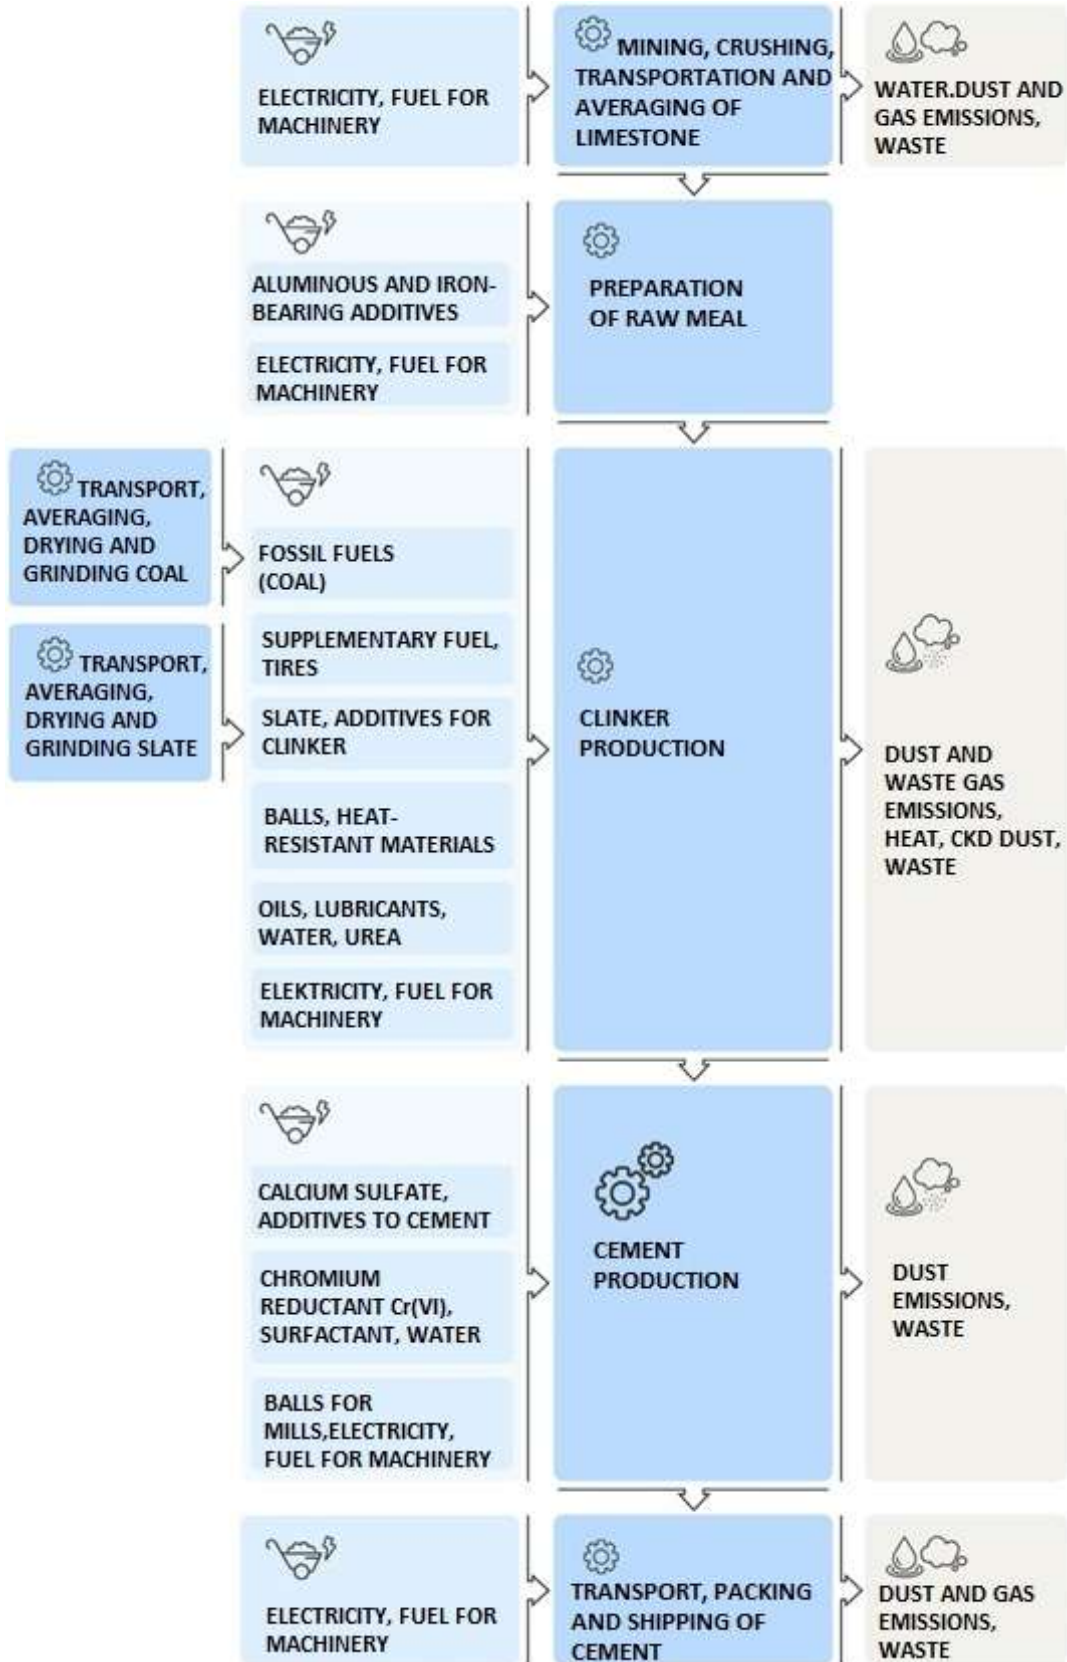 ELECTRICITY, FUEL FOR
MACHINERY
MINING, CRUSHING,
TRANSPORTATION AND
AVERAGING OF
LIMESTONE
WATER.DUST AND
GAS EMISSIONS,
WASTE
ALUMINOUS AND IRON-
BEARING ADDITIVES
ELECTRICITY, FUEL FOR
MACHINERY
PREPARATION
OF RAW MEAL
TRANSPORT,
AVERAGING,
DRYING AND
GRINDING COAL
TRANSPORT,
AVERAGING,
DRYING AND
GRINDING SLATE
FOSSIL FUELS
(COAL)
SUPPLEMENTARY FUEL,
TIRES
SLATE, ADDITIVES FOR
CLINKER
BALLS, HEAT-
RESISTANT MATERIALS
OILS, LUBRICANTS,
WATER, UREA
ELEKTRICITY, FUEL FOR
MACHINERY
CLINKER
PRODUCTION
DUST AND
WASTE GAS
EMISSIONS,
HEAT, CKD DUST,
WASTE
CALCIUM SULFATE,
ADDITIVES TO CEMENT
CHROMIUM
REDUCTANT Cr(VI),
SURFACTANT, WATER
BALLS FOR
MILLS,ELECTRICITY,
FUEL FOR MACHINERY
CEMENT
PRODUCTION
DUST
EMISSIONS,
WASTE
ELECTRICITY, FUEL FOR
MACHINERY
TRANSPORT, PACKING
AND SHIPPING OF
CEMENT
DUST AND GAS
EMISSIONS,
WASTE